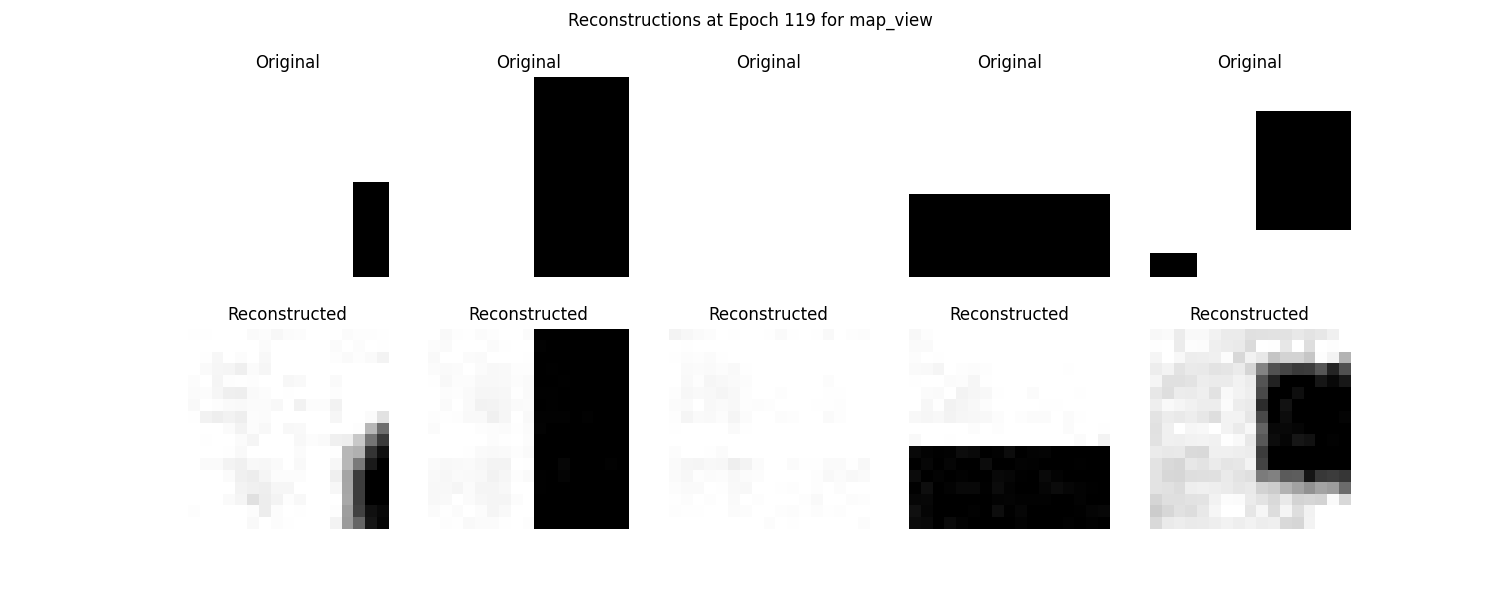 Reconstructions at Epoch 119 for map_view
Original Original Original Original Original
Reconstructed Reconstructed Reconstructed Reconstructed Reconstructed